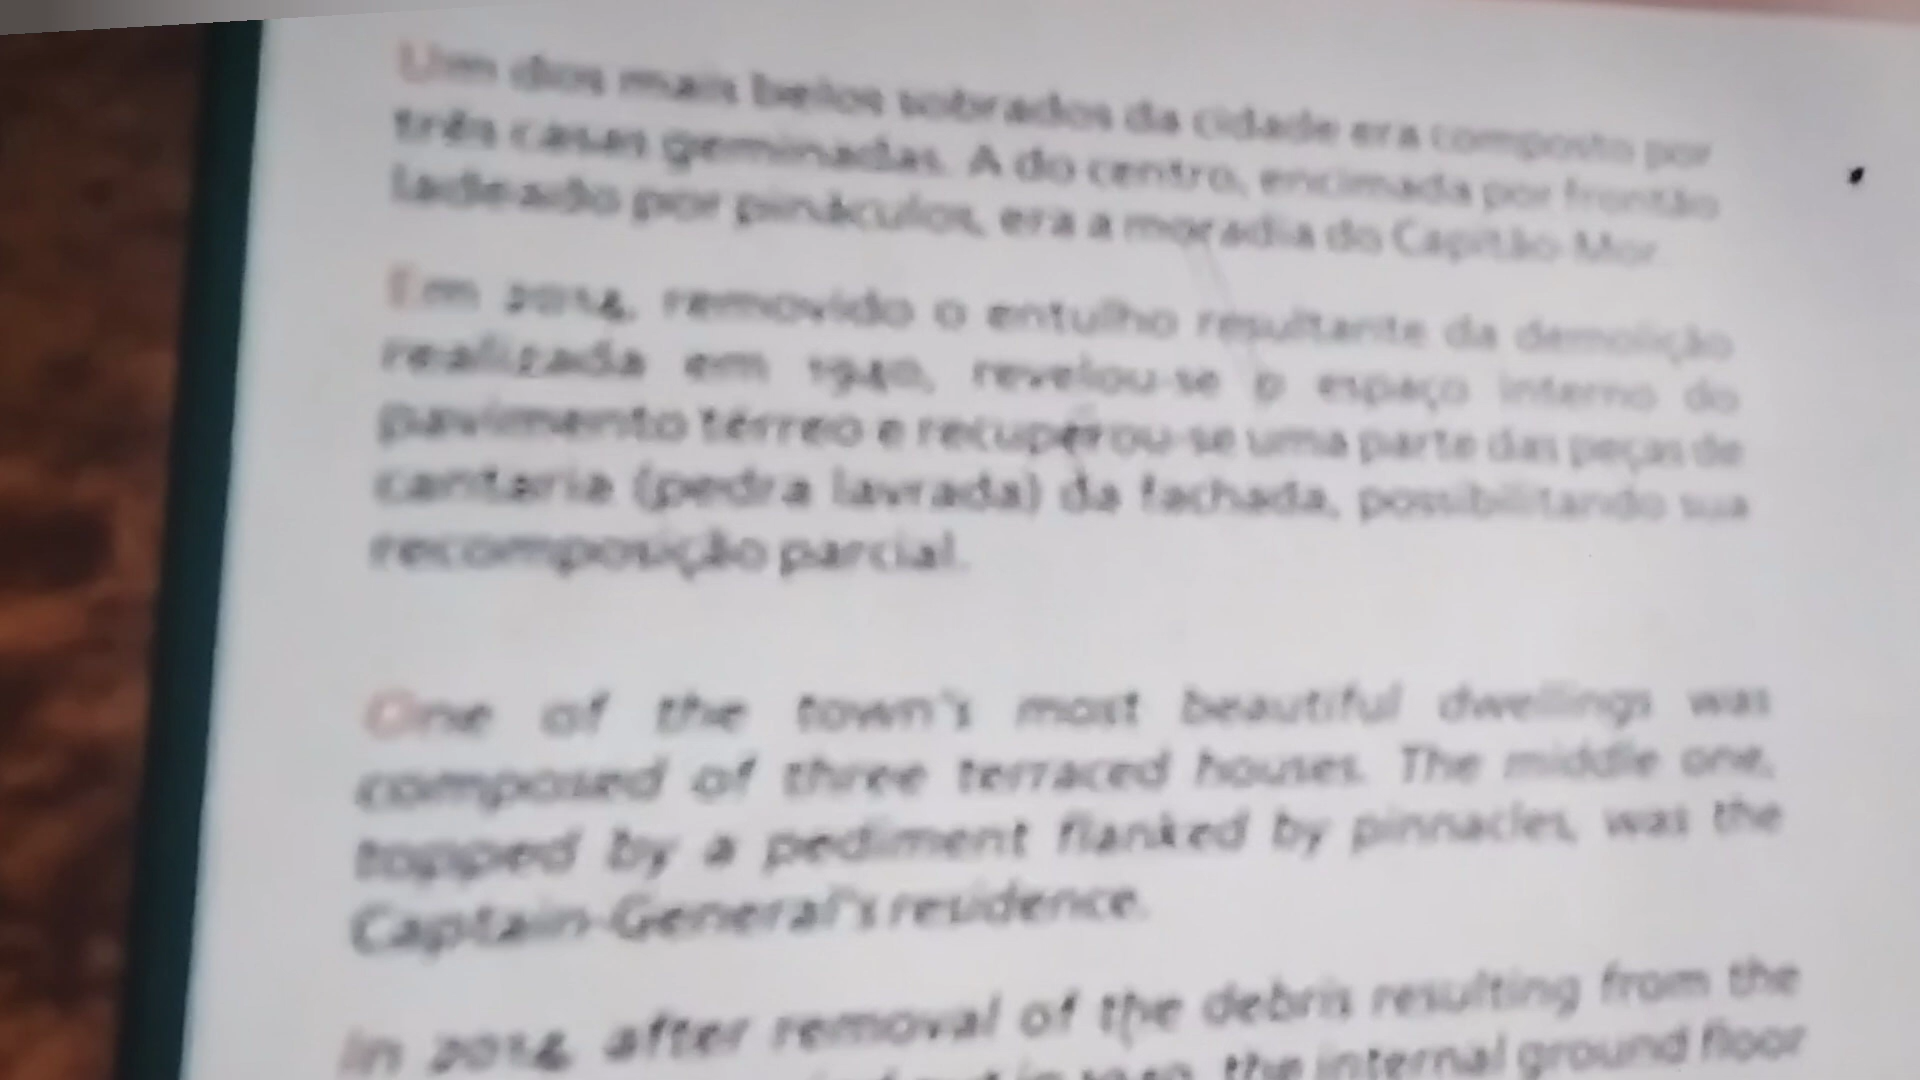 Um dos mais belos sobrados da cidade era composto por
três casas geminadas. A do centro, encimada por frontão
ladeado por pináculos, era a moradia do Capitão-Mor.
Em 2014, removido o entulho resultante da demolição
realizada em 1940, revelou-se o espaço interno do
pavimento térreo e recuperou-se uma parte das peças de
cantaria (pedra lavrada) da fachada, possibilitando sua
recomposição parcial.
One of the town's most beautiful dwellings was
composed of three terraced houses. The middle one,
topped by a pediment flanked by pinnacles, was the
Captain-General's residence.
In 2014, after removal of the debris resulting from the
out in 1940, the internal ground floor